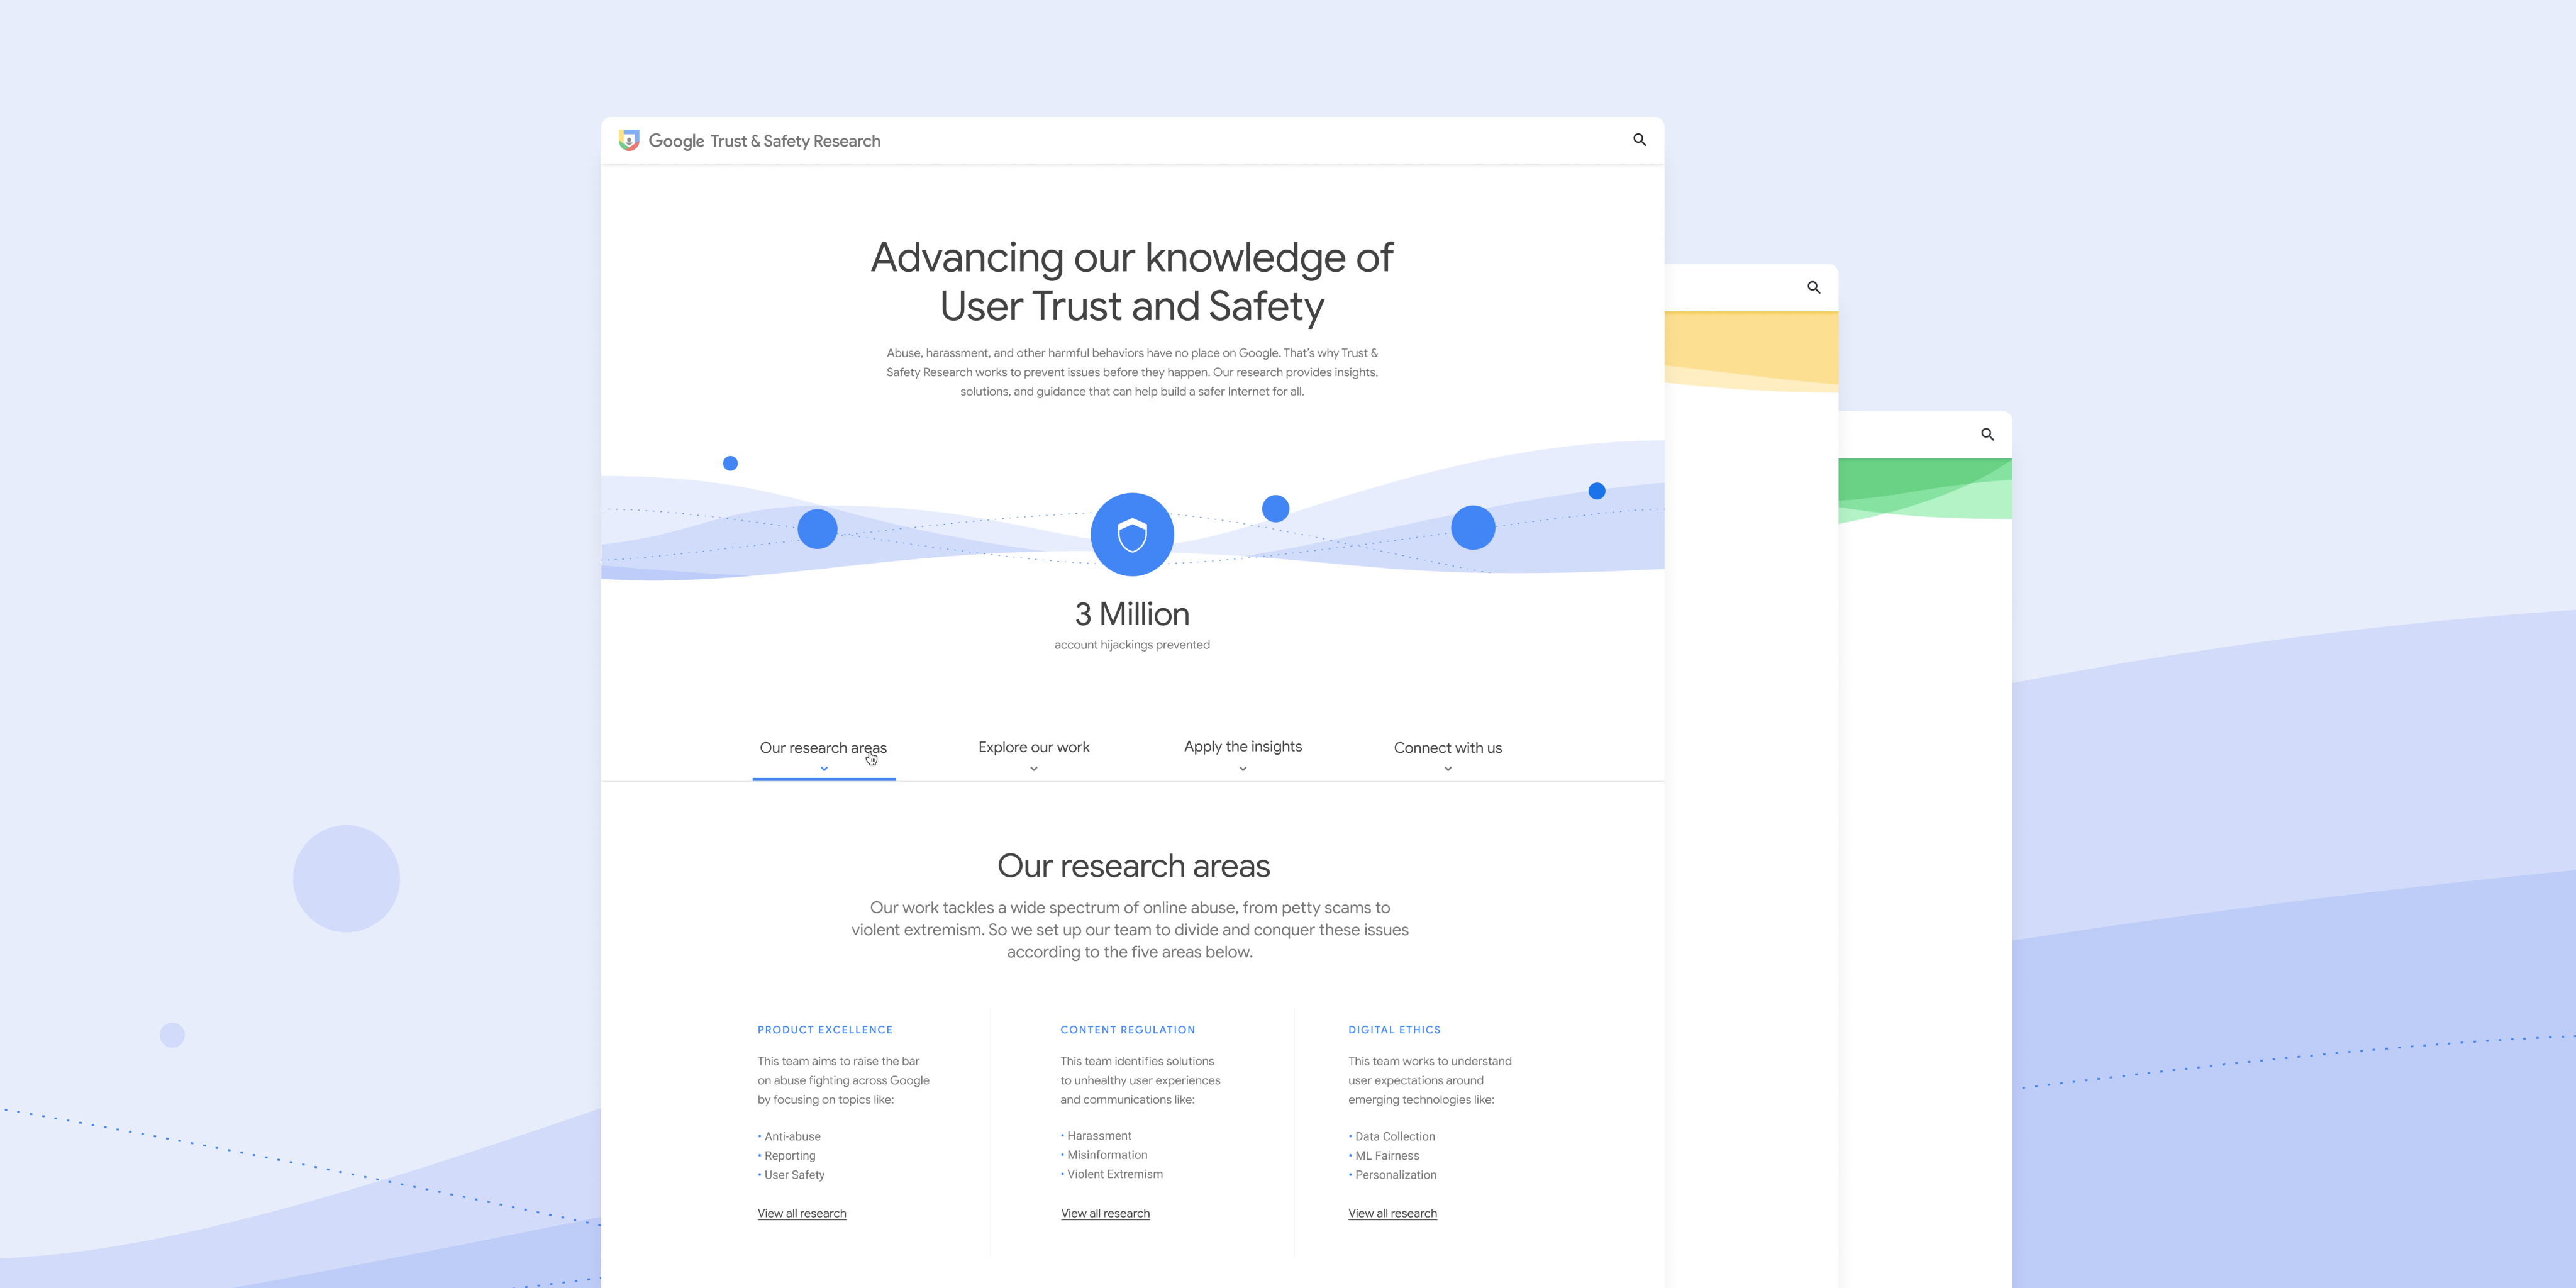 Google Trust & Safety Research
Advancing our knowledge of
User Trust and Safety
Abuse, harassment, and other harmful behaviors have no place on Google. That's why Trust &
Safety Research works to prevent issues before they happen. Our research provides insights,
solutions, and guidance that can help build a safer Internet for all.
3 Million
account hijackings prevented
Our research areas
Explore our work
Apply the insights
Connect with us
Our research areas
Our work tackles a wide spectrum of online abuse, from petty scams to
violent extremism. So we set up our team to divide and conquer these issues
according to the five areas below.
PRODUCT EXCELLENCE
This team aims to raise the bar
on abuse fighting across Google
by focusing on topics like:
• Anti-abuse
• Reporting
• User Safety
View all research
CONTENT REGULATION
This team identifies solutions
to unhealthy user experiences
and communications like:
• Harassment
• Misinformation
• Violent Extremism
View all research
DIGITAL ETHICS
This team works to understand
user expectations around
emerging technologies like:
• Data Collection
• ML Fairness
• Personalization
View all research